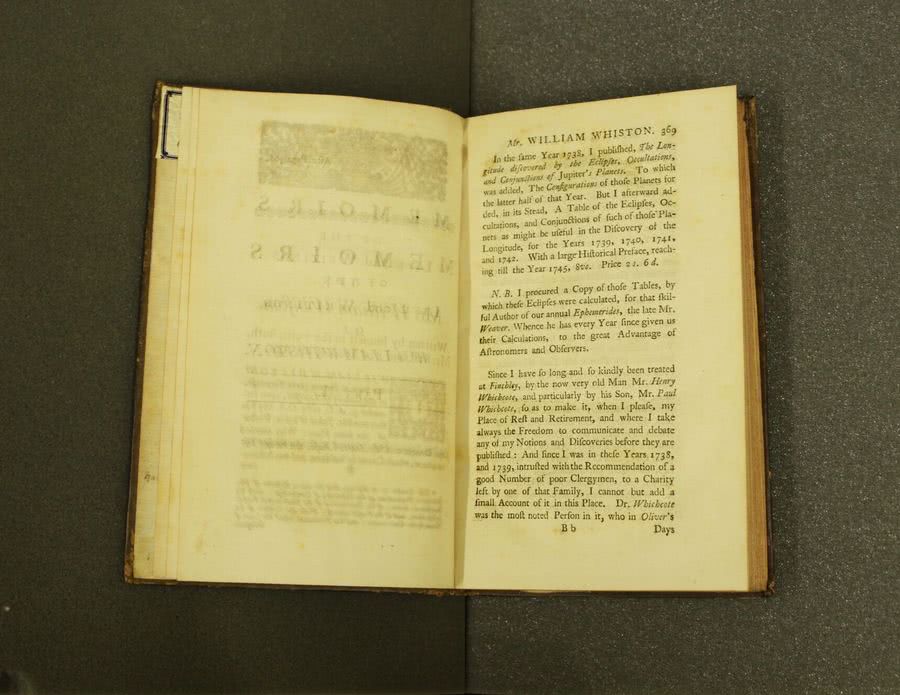 Mr. WILLIAM WHISTON. 369
In the ſame Year 1738, I publiſhed, The Lon-
gitude diſcovered by the Eclipſes, Occultations,
and Conjunctions of Jupiter's Planets. To which
was added, The Configurations of thoſe Planets for
the latter half of that Year. But I afterward ad-
ded, in its Stead, A Table of the Eclipſes, Oc-
cultations, and Conjunctions of ſuch of thoſe Pla-
nets as might be uſeful in the Diſcovery of the
Longitude, for the Years 1739, 1740, 1741,
and 1742. With a large Hiſtorical Preface, reach-
ing till the Year 1745, 8vo. Price 2 s. 6 d.
N. B. I procured a Copy of thoſe Tables, by
which theſe Eclipſes were calculated, for that ſkil-
ful Author of our annual Ephemerides, the late Mr.
Weaver. Whence he has every Year ſince given us
their Calculations, to the great Advantage of
Aſtronomers and Obſervers.
Since I have ſo long and ſo kindly been treated
at Finchley, by the now very old Man Mr. Henry
Whichcote, and particularly by his Son, Mr. Paul
Whichcote, ſo as to make it, when I pleaſe, my
Place of Reſt and Retirement, and where I take
always the Freedom to communicate and debate
any of my Notions and Diſcoveries before they are
publiſhed : And ſince I was in theſe Years 1738,
and 1739, intruſted with the Recommendation of a
good Number of poor Clergymen, to a Charity
left by one of that Family, I cannot but add a
ſmall Account of it in this Place. Dr. Whichcote
was the moſt noted Perſon in it, who in Oliver's
B b Days